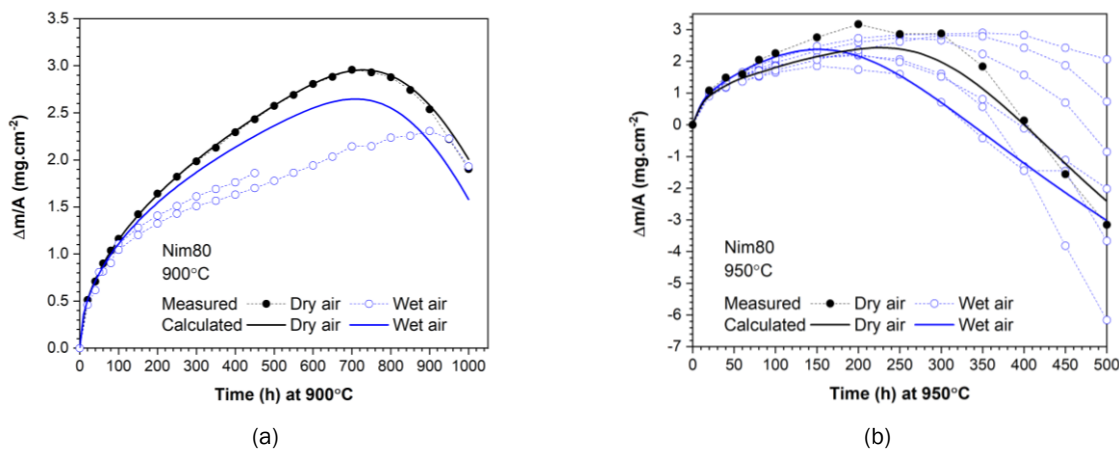 3.5
3.0
2.5
2.0
1.5
1.0
0.5
0.0
Δm/A (mg.cm⁻²)
Nim80
900°C
Measured Dry air Wet air
Calculated Dry air Wet air
0 100 200 300 400 500 600 700 800 900 1000
Time (h) at 900°C
(a)
3
2
1
0
-1
-2
-3
-4
-5
-6
-7
Δm/A (mg.cm⁻²)
Nim80
950°C
Measured Dry air Wet air
Calculated Dry air Wet air
0 50 100 150 200 250 300 350 400 450 500
Time (h) at 950°C
(b)